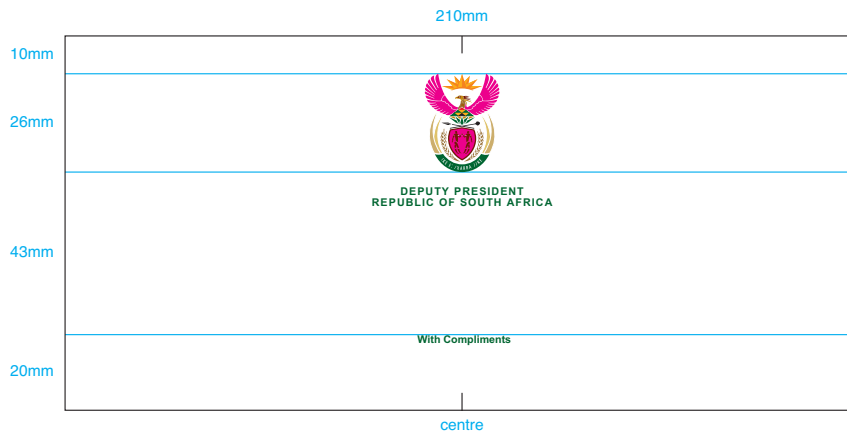 210mm
10mm
26mm
DEPUTY PRESIDENT
REPUBLIC OF SOUTH AFRICA
43mm
With Compliments
20mm
centre